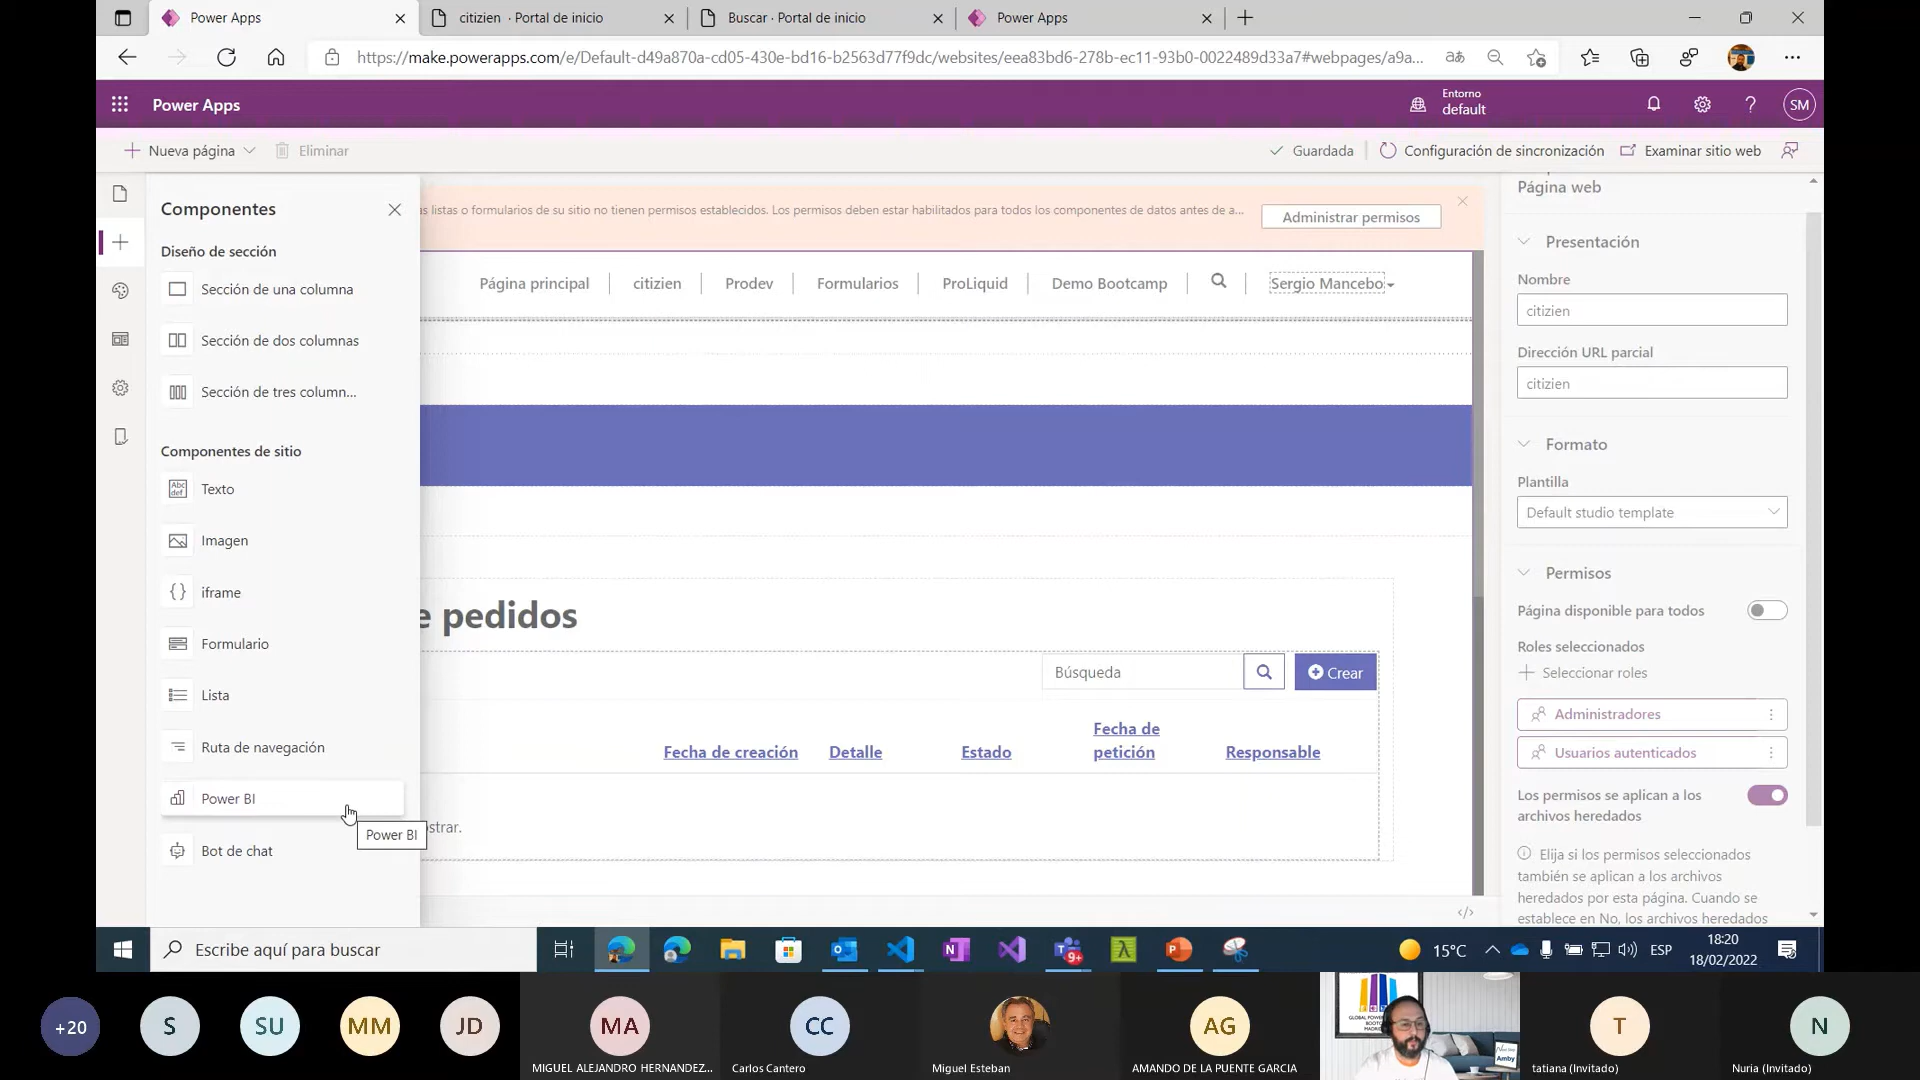 Power Apps
citizien · Portal de inicio
Buscar · Portal de inicio
Power Apps
https://make.powerapps.com/e/Default-d49a870a-cd05-430e-bd16-b2563d77f9dc/websites/eea83bd6-278b-ec11-93b0-0022489d33a7#webpages/a9a...
aあ
Power Apps
Entorno
default
?
SM
Nueva página
Eliminar
Guardada
Configuración de sincronización
Examinar sitio web
Componentes
Diseño de sección
Sección de una columna
Sección de dos columnas
Sección de tres column...
Componentes de sitio
Abc
def
Texto
Imagen
iframe
Formulario
Lista
Ruta de navegación
Power BI
Power BI
Bot de chat
as listas o formularios de su sitio no tienen permisos establecidos. Los permisos deben estar habilitados para todos los componentes de datos antes de a...
Administrar permisos
Página principal
citizien
Prodev
Formularios
ProLiquid
Demo Bootcamp
Sergio Mancebo
e pedidos
Búsqueda
Crear
Fecha de creación
Detalle
Estado
Fecha de
petición
Responsable
ostrar.
Página web
Presentación
Nombre
citizien
Dirección URL parcial
citizien
Formato
Plantilla
Default studio template
Permisos
Página disponible para todos
Roles seleccionados
Seleccionar roles
Administradores
Usuarios autenticados
Los permisos se aplican a los
archivos heredados
Elija si los permisos seleccionados
también se aplican a los archivos
heredados por esta página. Cuando se
establece en No, los archivos heredados
Escribe aquí para buscar
9+
15°C
ESP
18:20
18/02/2022
+20
S
SU
MM
JD
MA
MIGUEL ALEJANDRO HERNANDEZ...
CC
Carlos Cantero
Miguel Esteban
AG
AMANDO DE LA PUENTE GARCIA
GLOBAL POWER
T
tatiana (Invitado)
N
Nuria (Invitado)